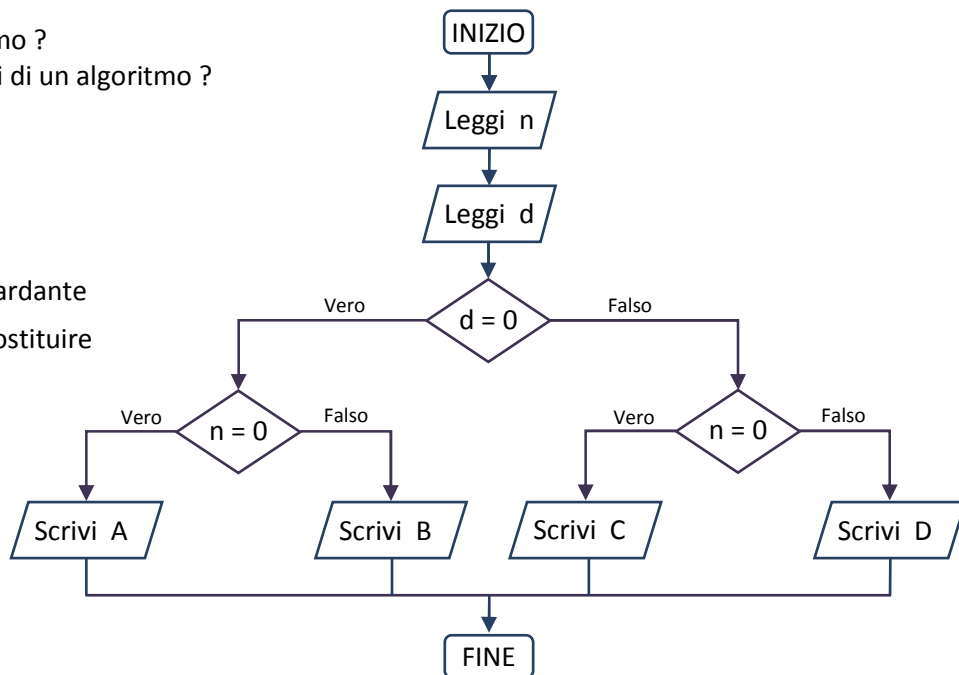 mo ?
i di un algoritmo ?
ardante
ostituire
INIZIO
Leggi n
Leggi d
d = 0
Vero
Falso
n = 0
Vero
Falso
n = 0
Vero
Falso
Scrivi A
Scrivi B
Scrivi C
Scrivi D
FINE